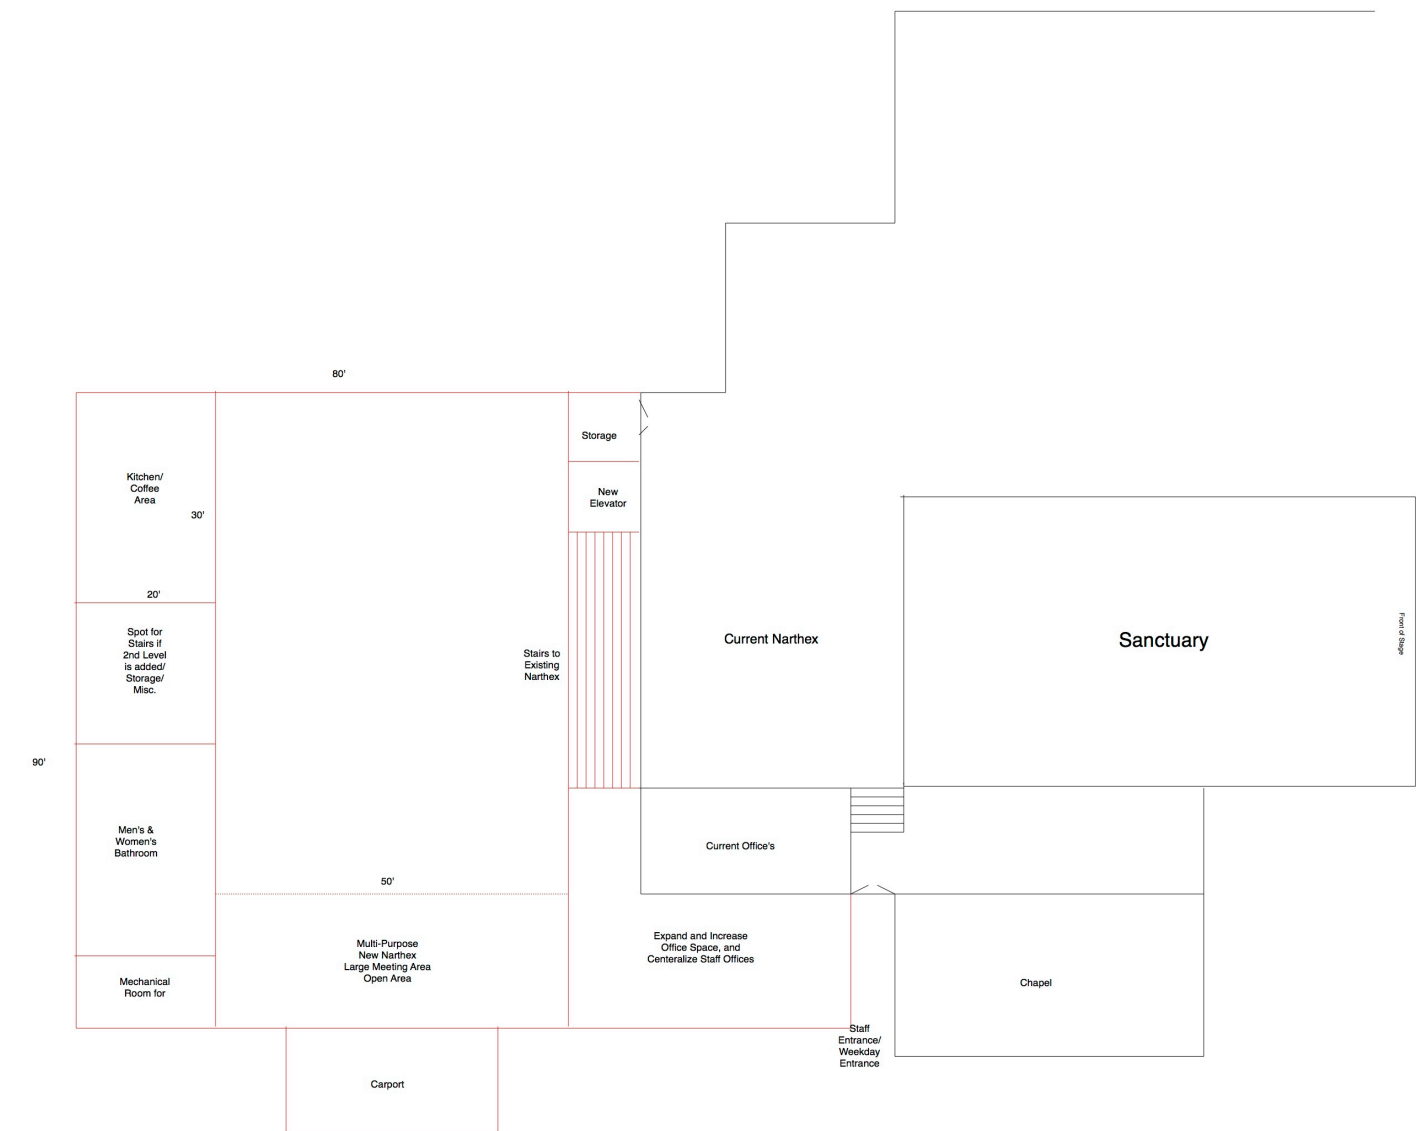 80'
Storage
Kitchen/
Coffee
Area
New
Elevator
30'
20'
Spot for
Stairs if
2nd Level
is added/
Storage/
Misc.
Stairs to
Existing
Narthex
Current Narthex
Sanctuary
Front of Stage
90'
Men's &
Women's
Bathroom
Current Office's
50'
Multi-Purpose
New Narthex
Large Meeting Area
Open Area
Expand and Increase
Office Space, and
Centeralize Staff Offices
Mechanical
Room for
Chapel
Staff
Entrance/
Weekday
Entrance
Carport